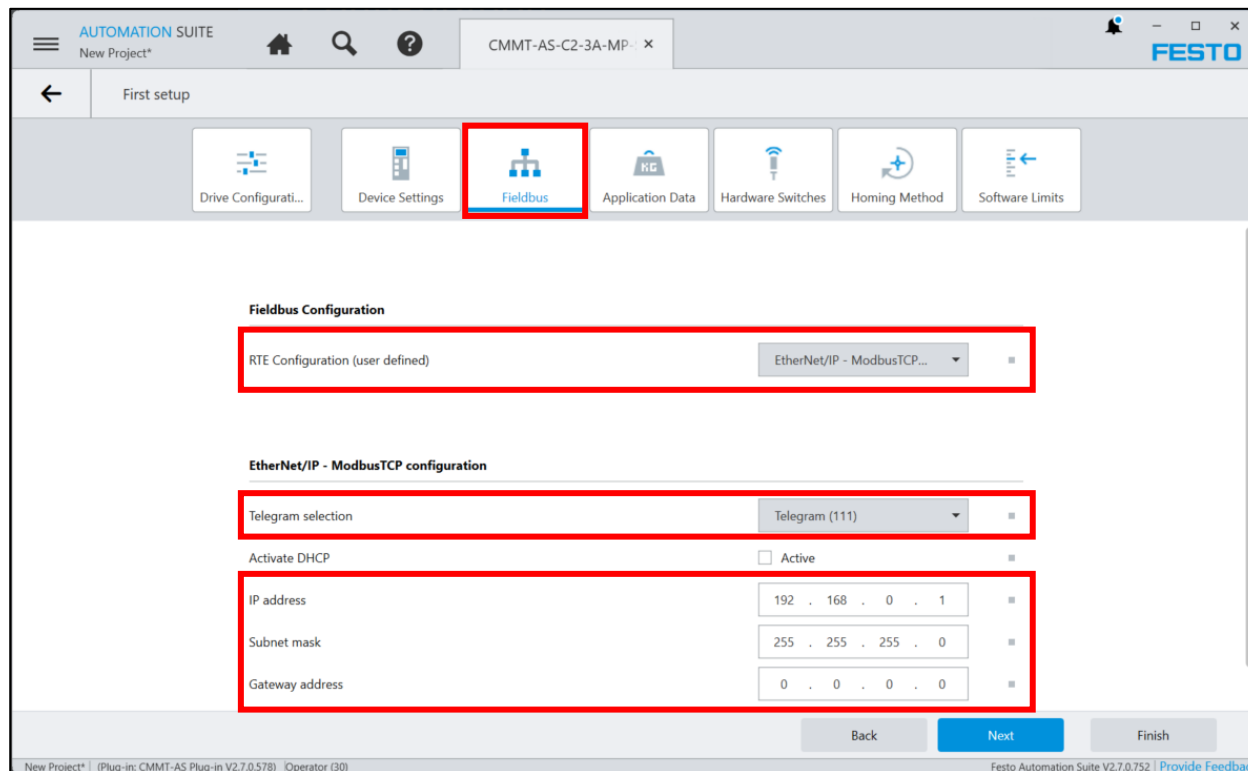 AUTOMATION SUITE
New Project*
CMMT-AS-C2-3A-MP-
FESTO
First setup
Drive Configurati...
Device Settings
Fieldbus
KG
Application Data
Hardware Switches
Homing Method
Software Limits
Fieldbus Configuration
RTE Configuration (user defined) EtherNet/IP - ModbusTCP...
EtherNet/IP - ModbusTCP configuration
Telegram selection Telegram (111)
Activate DHCP Active
IP address 192 . 168 . 0 . 1
Subnet mask 255 . 255 . 255 . 0
Gateway address 0 . 0 . 0 . 0
Back Next Finish
New Project* (Plug-in: CMMT-AS Plug-in V2.7.0.578) Operator (30) Festo Automation Suite V2.7.0.752 Provide Feedbac